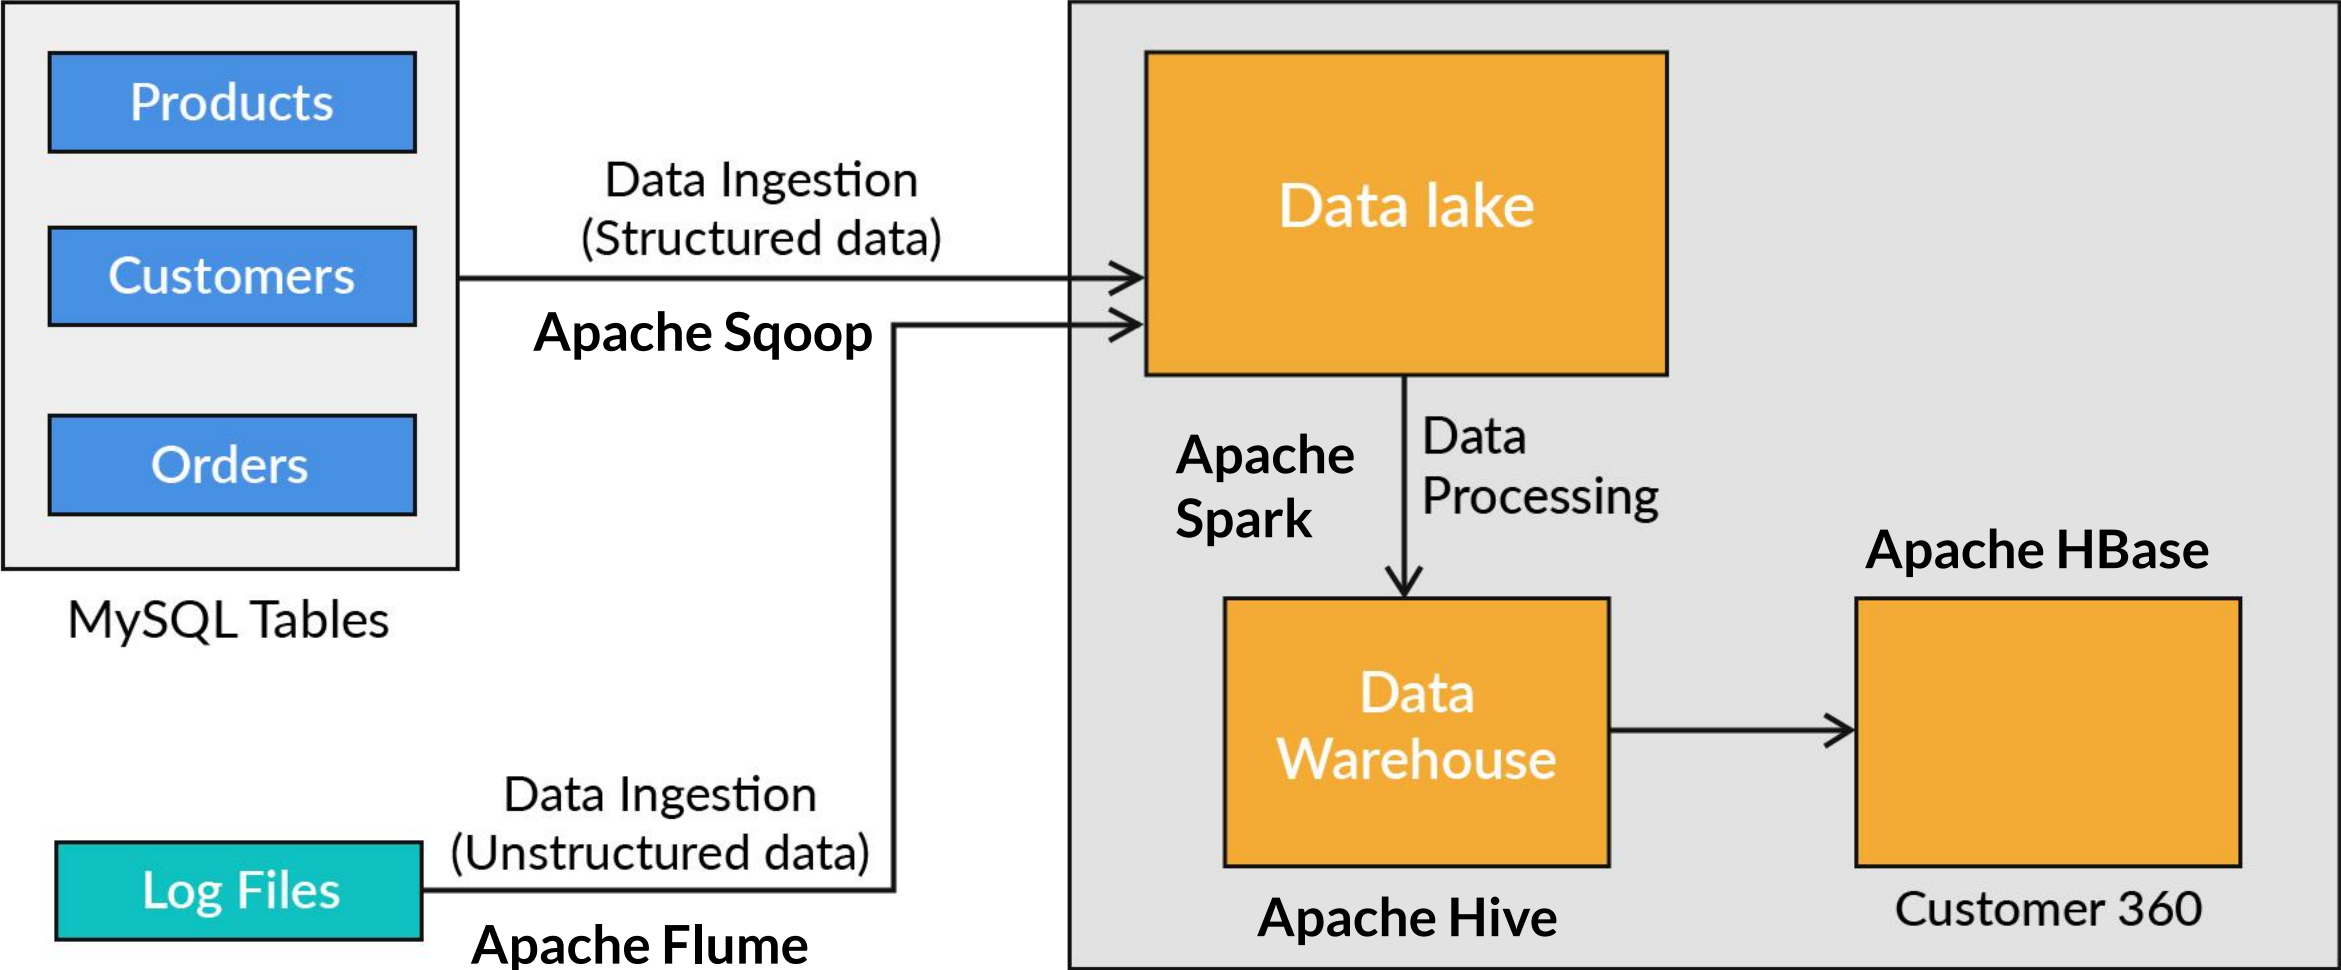 Products
Customers
Orders
MySQL Tables
Data Ingestion
(Structured data)
Apache Sqoop
Log Files
Data Ingestion
(Unstructured data)
Apache Flume
Data lake
Apache
Spark
Data
Processing
Data
Warehouse
Apache Hive
Apache HBase
Customer 360